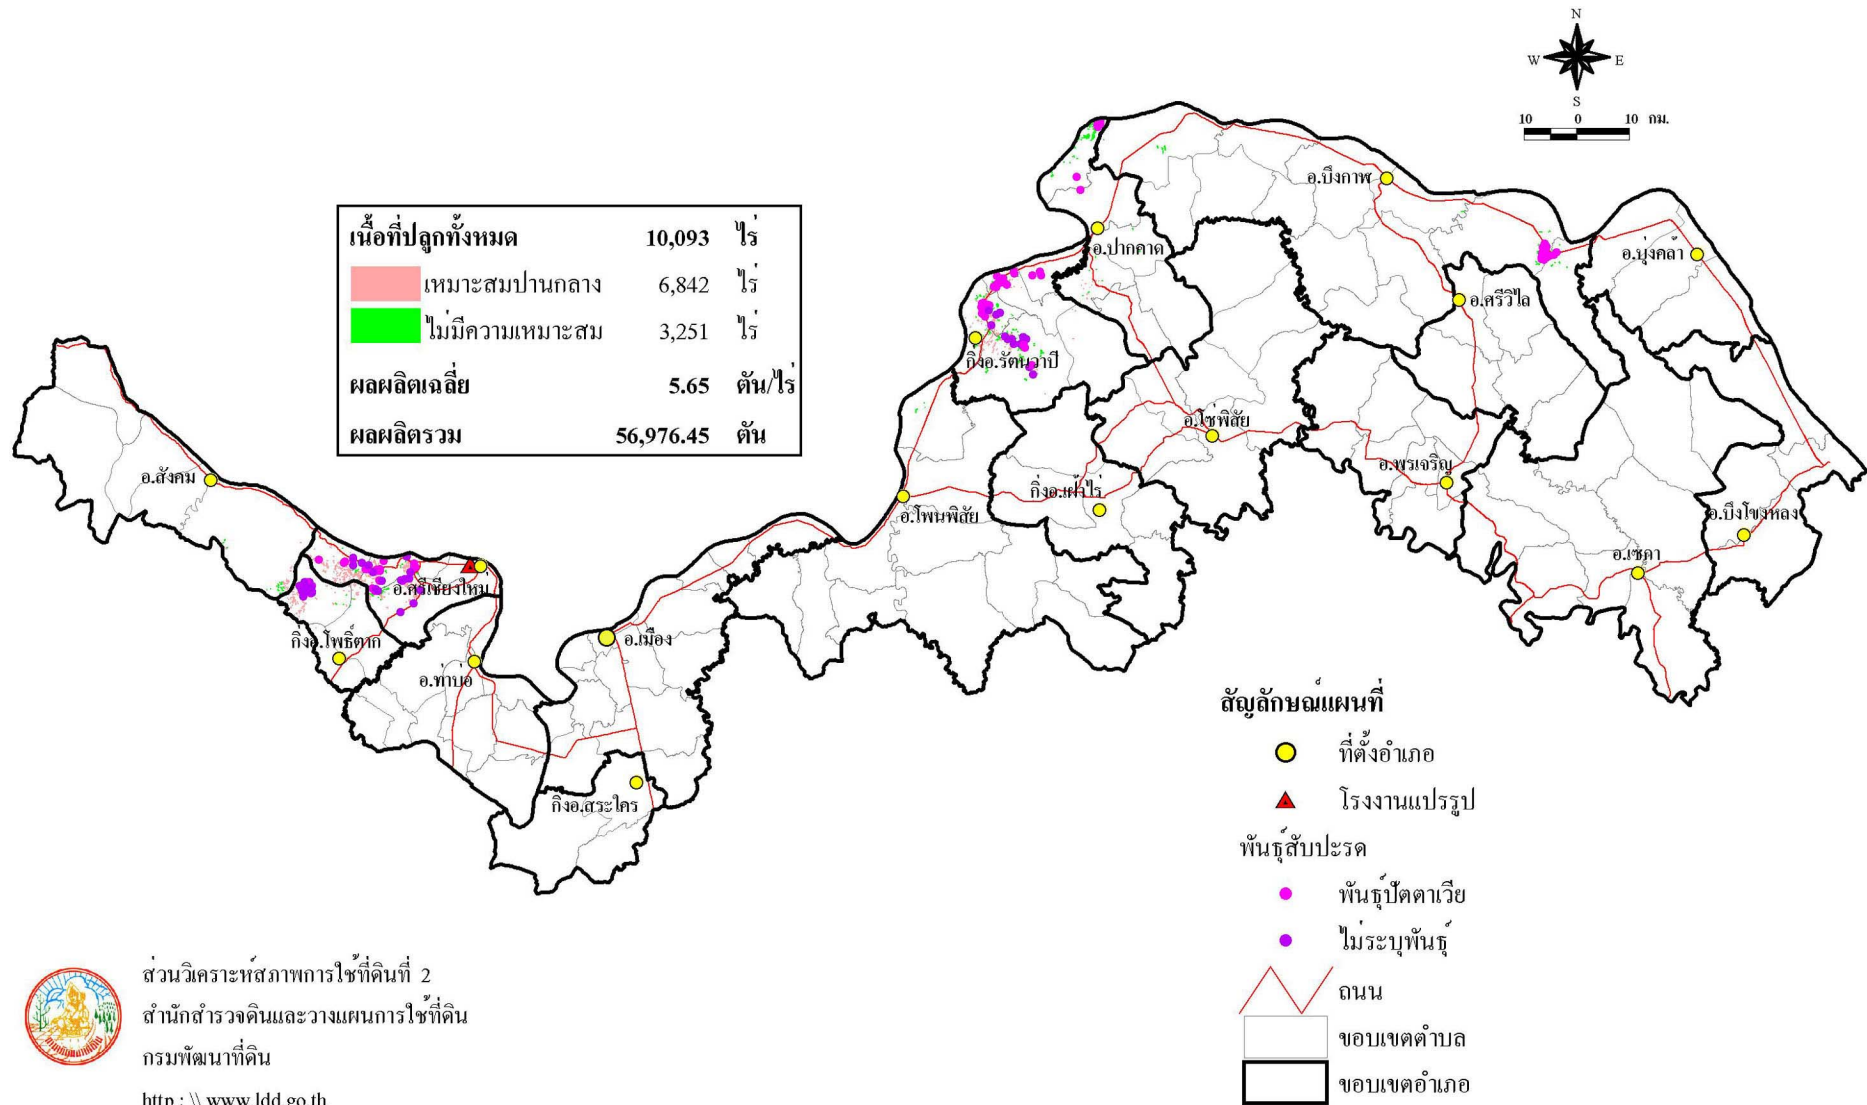 N
W E
S
10 0 10 กม.
เนื้อที่ปลูกทั้งหมด 10,093 ไร่
เหมาะสมปานกลาง 6,842 ไร่
ไม่มีความเหมาะสม 3,251 ไร่
ผลผลิตเฉลี่ย 5.65 ตัน/ไร่
ผลผลิตรวม 56,976.45 ตัน
อ.บึงกาฬ
อ.ปากคาด
อ.บุ่งคล้า
อ.ศรีวิไล
กิ่งอ.รัตนวาปี
อ.โซ่พิสัย
อ.พรเจริญ
อ.สังคม
กิ่งอ.เฝ้าไร่
อ.โพนพิสัย
อ.บึงโขงหลง
อ.เซกา
อ.ศรีเชียงใหม่
กิ่งอ.โพธิ์ตาก
อ.เมือง
อ.ท่าบ่อ
กิ่งอ.สระใคร
สัญลักษณ์แผนที่
ที่ตั้งอำเภอ
โรงงานแปรรูป
พันธุ์สับปะรด
พันธุ์ปัตตาเวีย
ไม่ระบุพันธุ์
ถนน
ขอบเขตตำบล
ขอบเขตอำเภอ
ส่วนวิเคราะห์สภาพการใช้ที่ดินที่ 2
สำนักสำรวจดินและวางแผนการใช้ที่ดิน
กรมพัฒนาที่ดิน
http : \\ www.ldd.go.th